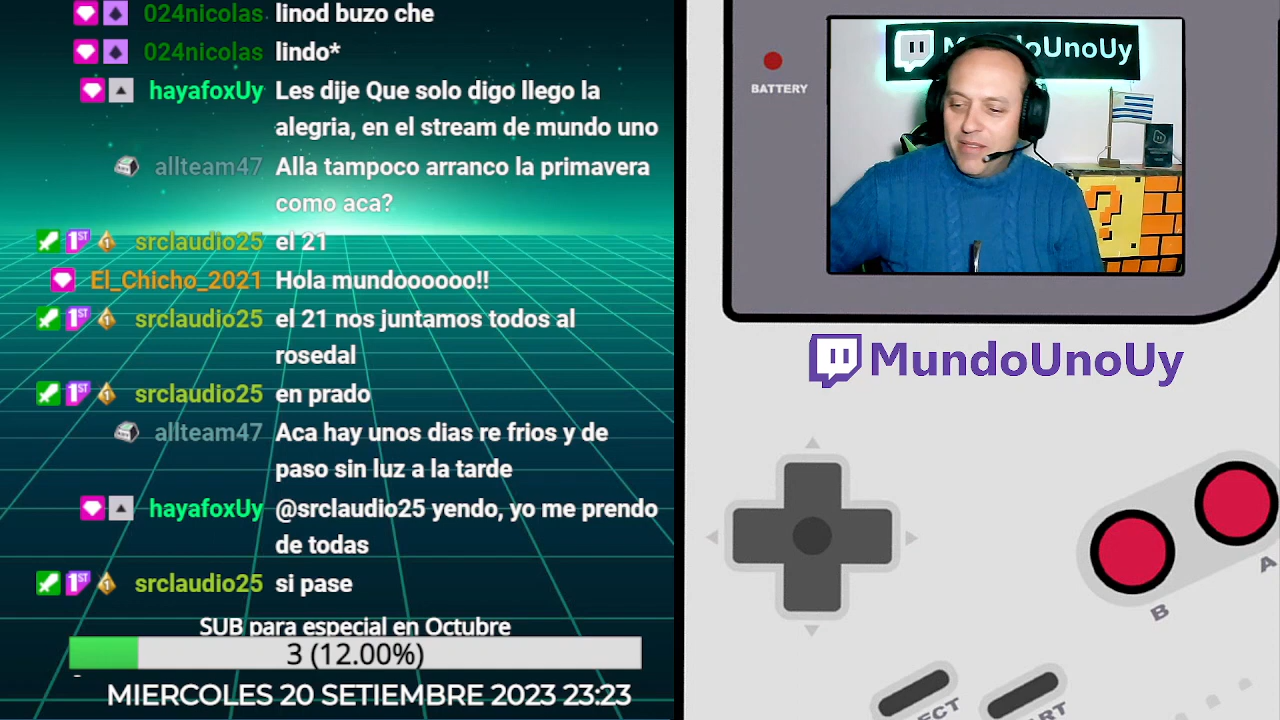 024nicolas linod buzo che
024nicolas lindo*
hayafoxUy Les dije Que solo digo llego la
alegria, en el stream de mundo uno
allteam47 Alla tampoco arranco la primavera
como aca?
srclaudio25 el 21
El_Chicho_2021 Hola mundoooooo!!
srclaudio25 el 21 nos juntamos todos al
rosedal
srclaudio25 en prado
allteam47 Aca hay unos dias re frios y de
paso sin luz a la tarde
hayafoxUy @srclaudio25 yendo, yo me prendo
de todas
srclaudio25 si pase
SUB para especial en Octubre
3 (12.00%)
MIERCOLES 20 SETIEMBRE 2023 23:23
BATTERY
MundoUnoUy
B
A